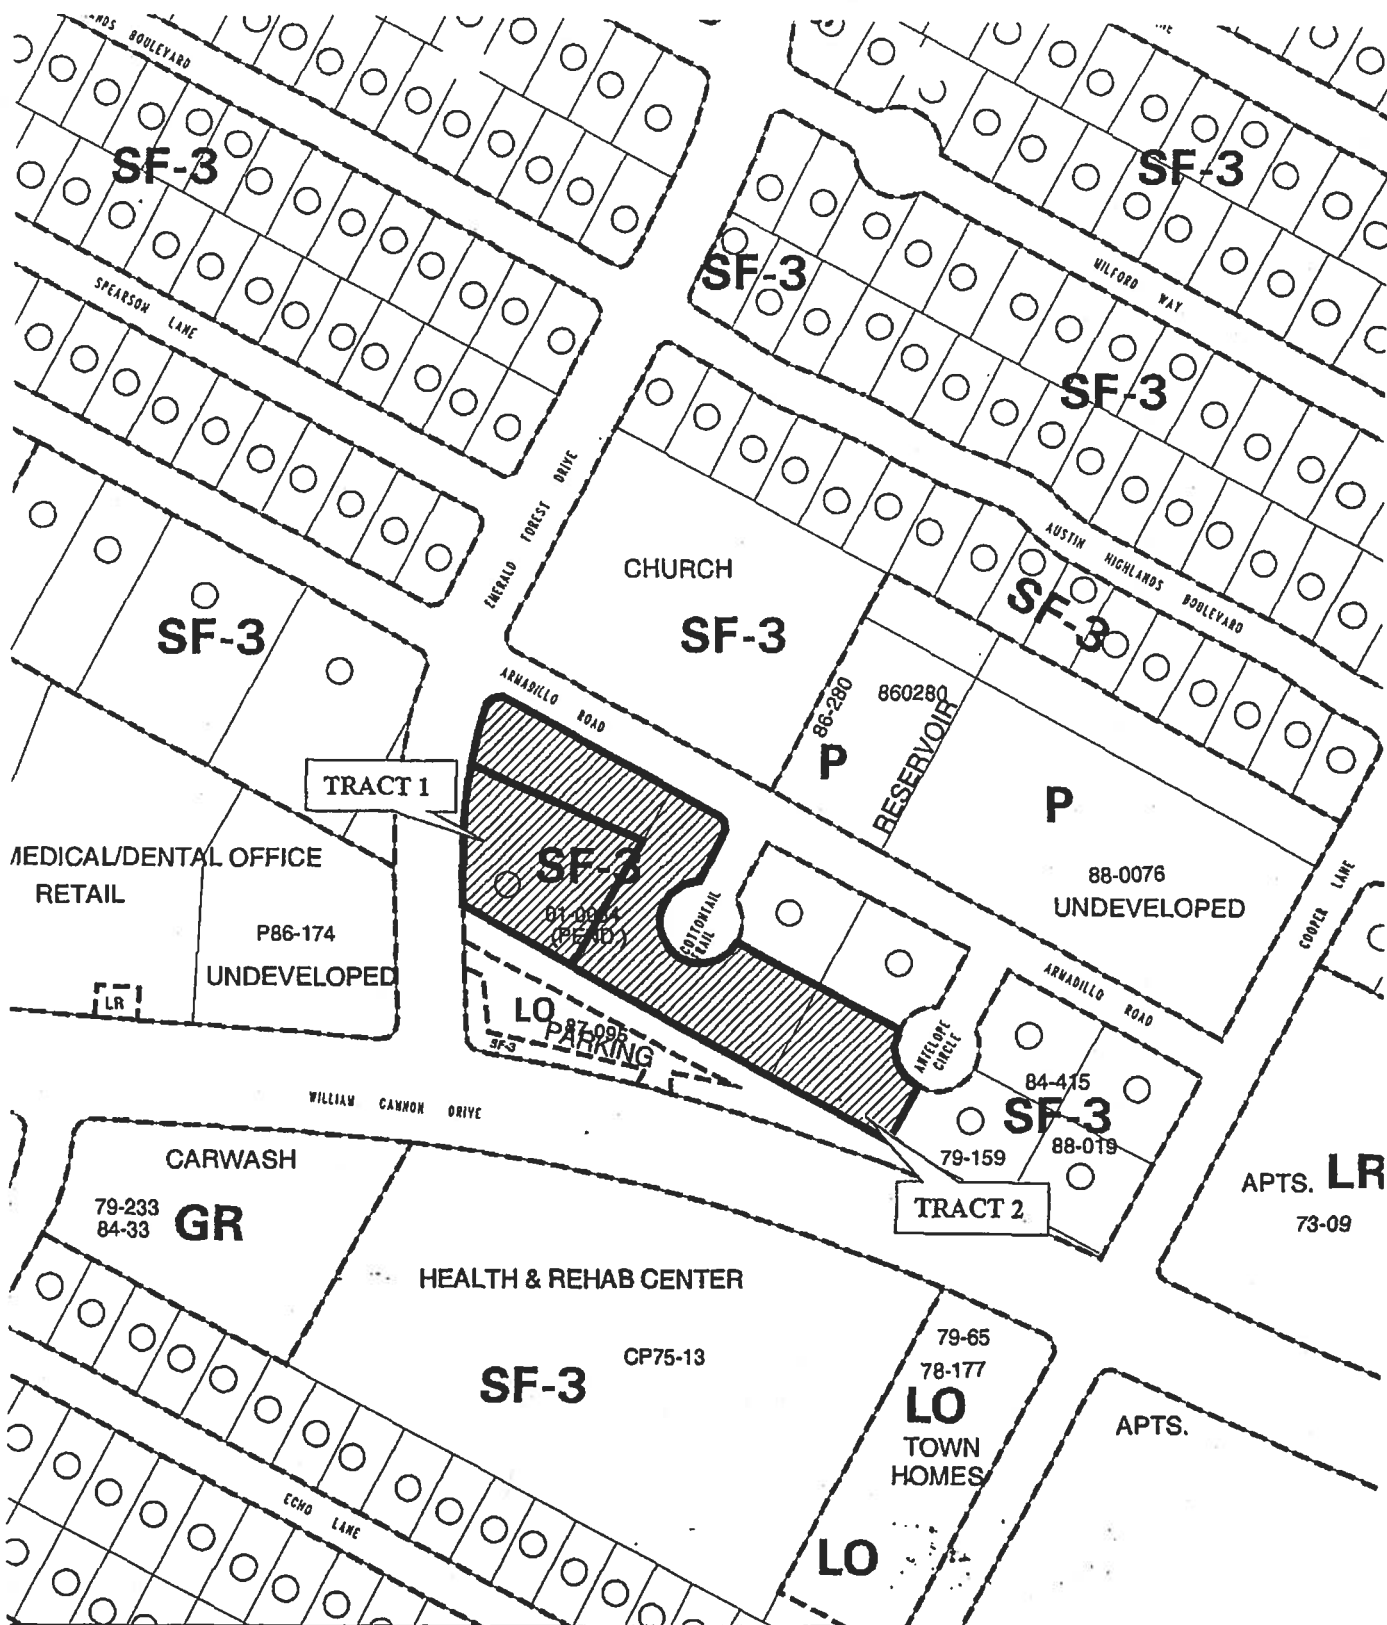 BOULEVARD
SF-3
SF-3
SPEARSON LANE
SF-3
WILFORD WAY
SF-3
EMERALD FOREST DRIVE
CHURCH
SF-3
AUSTIN HIGHLANDS BOULEVARD
SF-3
SF-3
ARMADILLO ROAD
86-280
860280
P
RESERVOIR
P
TRACT 1
SF-3
(PEND)
MEDICAL/DENTAL OFFICE
RETAIL
88-0076
UNDEVELOPED
COOPER LANE
P86-174
UNDEVELOPED
COTTONTAIL
TRAIL
LR
LO
87-095
PARKING
SF-3
ARMADILLO ROAD
ANTELOPE
CIRCLE
84-415
SF-3
88-019
79-159
WILLIAM CANNON DRIVE
CARWASH
79-233
84-33
GR
TRACT 2
APTS. LR
73-09
HEALTH & REHAB CENTER
CP75-13
SF-3
79-65
78-177
LO
TOWN
HOMES
APTS.
ECHO LANE
LO